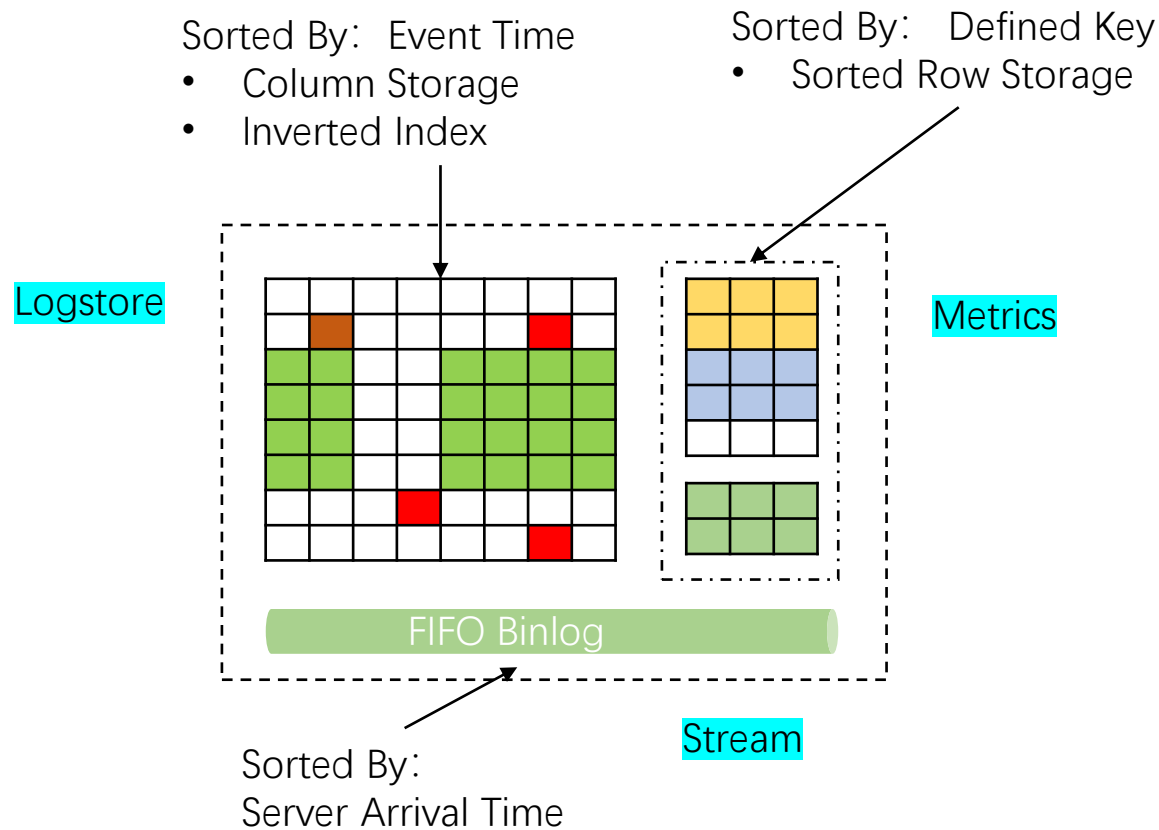 Sorted By： Event Time
• Column Storage
• Inverted Index
Sorted By： Defined Key
• Sorted Row Storage
Logstore
Metrics
FIFO Binlog
Stream
Sorted By：
Server Arrival Time